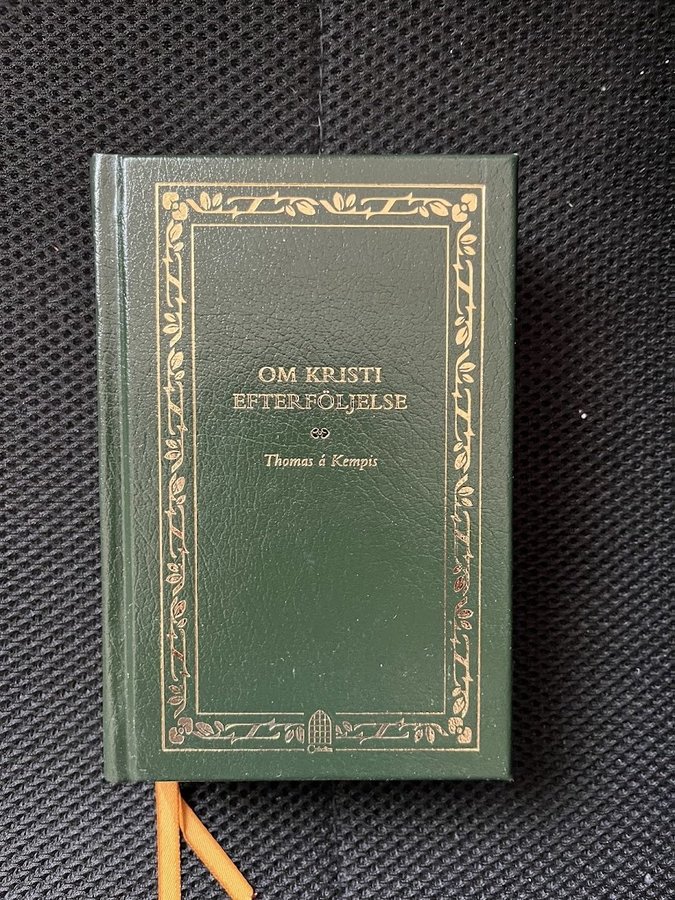 OM KRISTI
EFTERFÖLJELSE
Thomas á Kempis